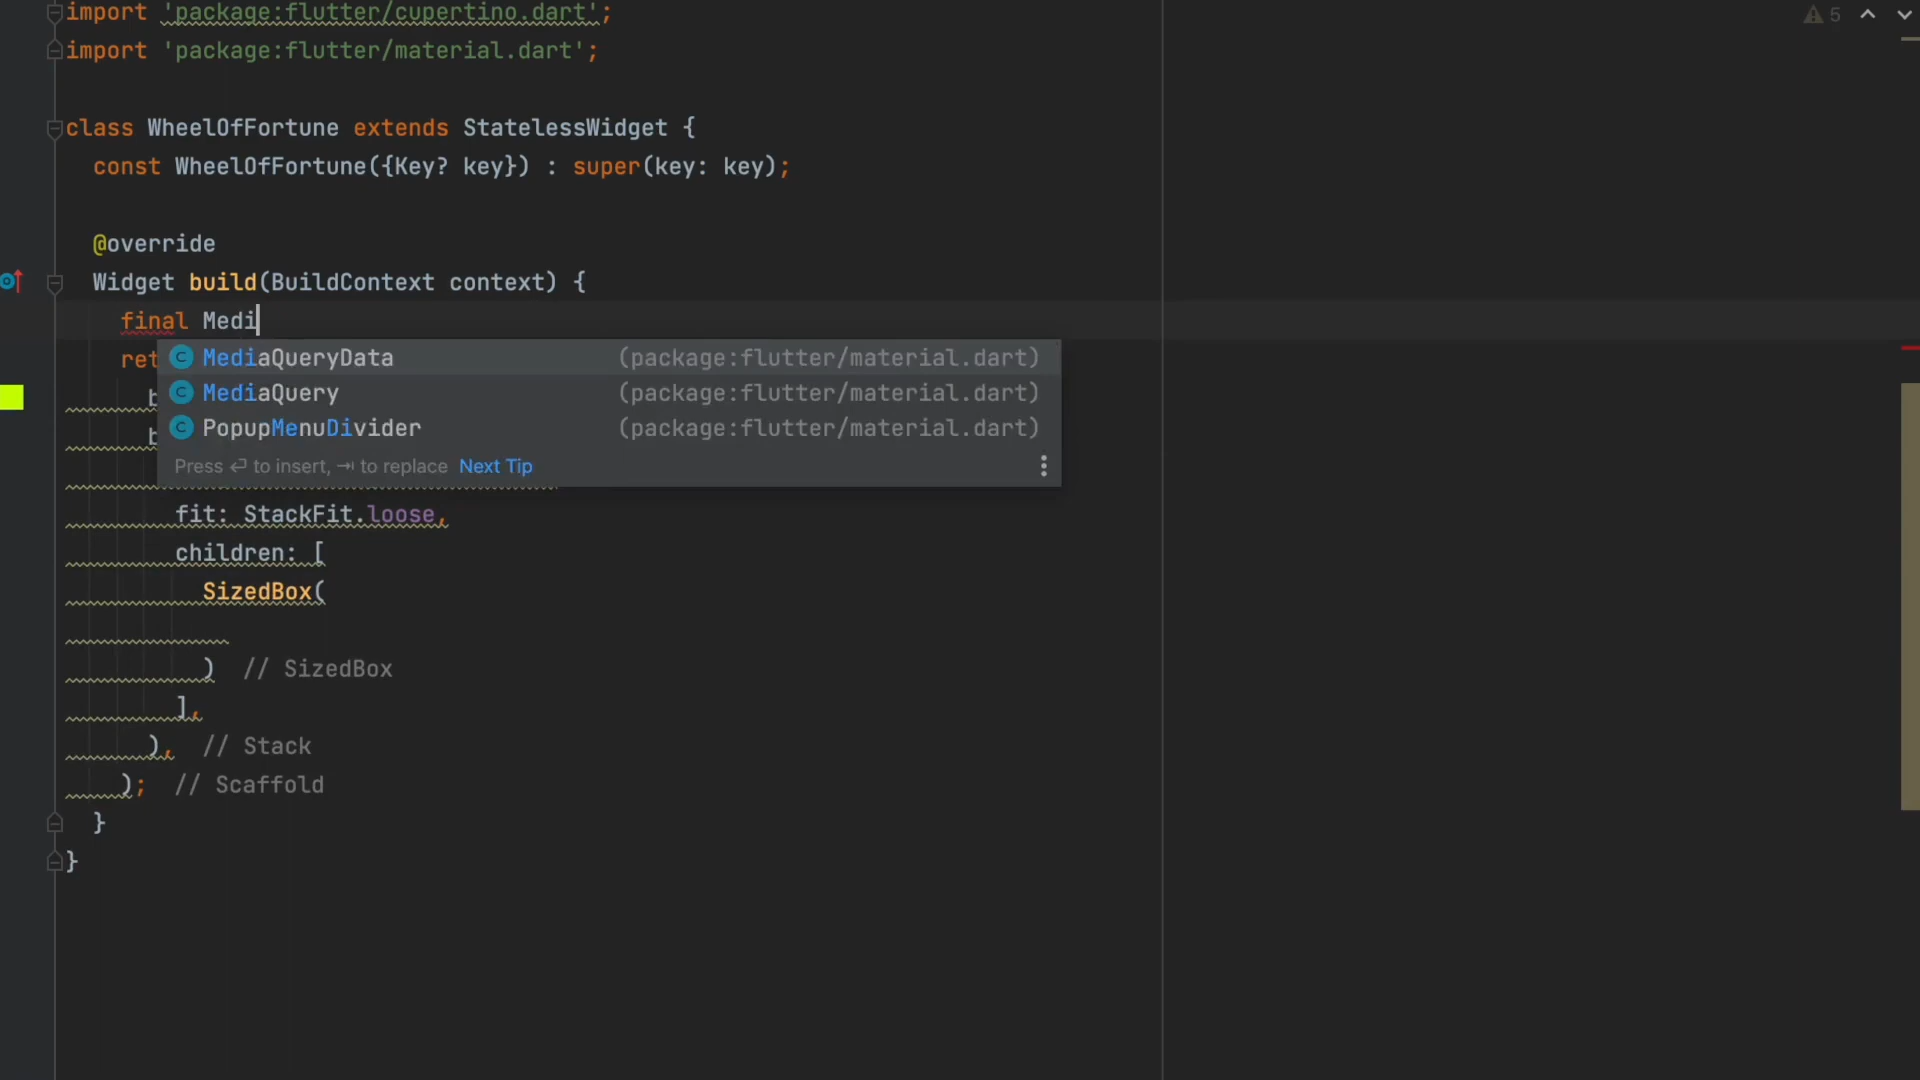 import 'package:flutter/cupertino.dart';
5
import 'package:flutter/material.dart';
class WheelOfFortune extends StatelessWidget {
const WheelOfFortune({Key? key}) : super(key: key);
@override
Widget build(BuildContext context) {
final Medi
ret
C MediaQueryData (package:flutter/material.dart)
b
C MediaQuery (package:flutter/material.dart)
b
C PopupMenuDivider (package:flutter/material.dart)
Press ⏎ to insert, ⇥ to replace Next Tip
fit: StackFit.loose,
children: [
SizedBox(
) // SizedBox
],
), // Stack
); // Scaffold
}
}